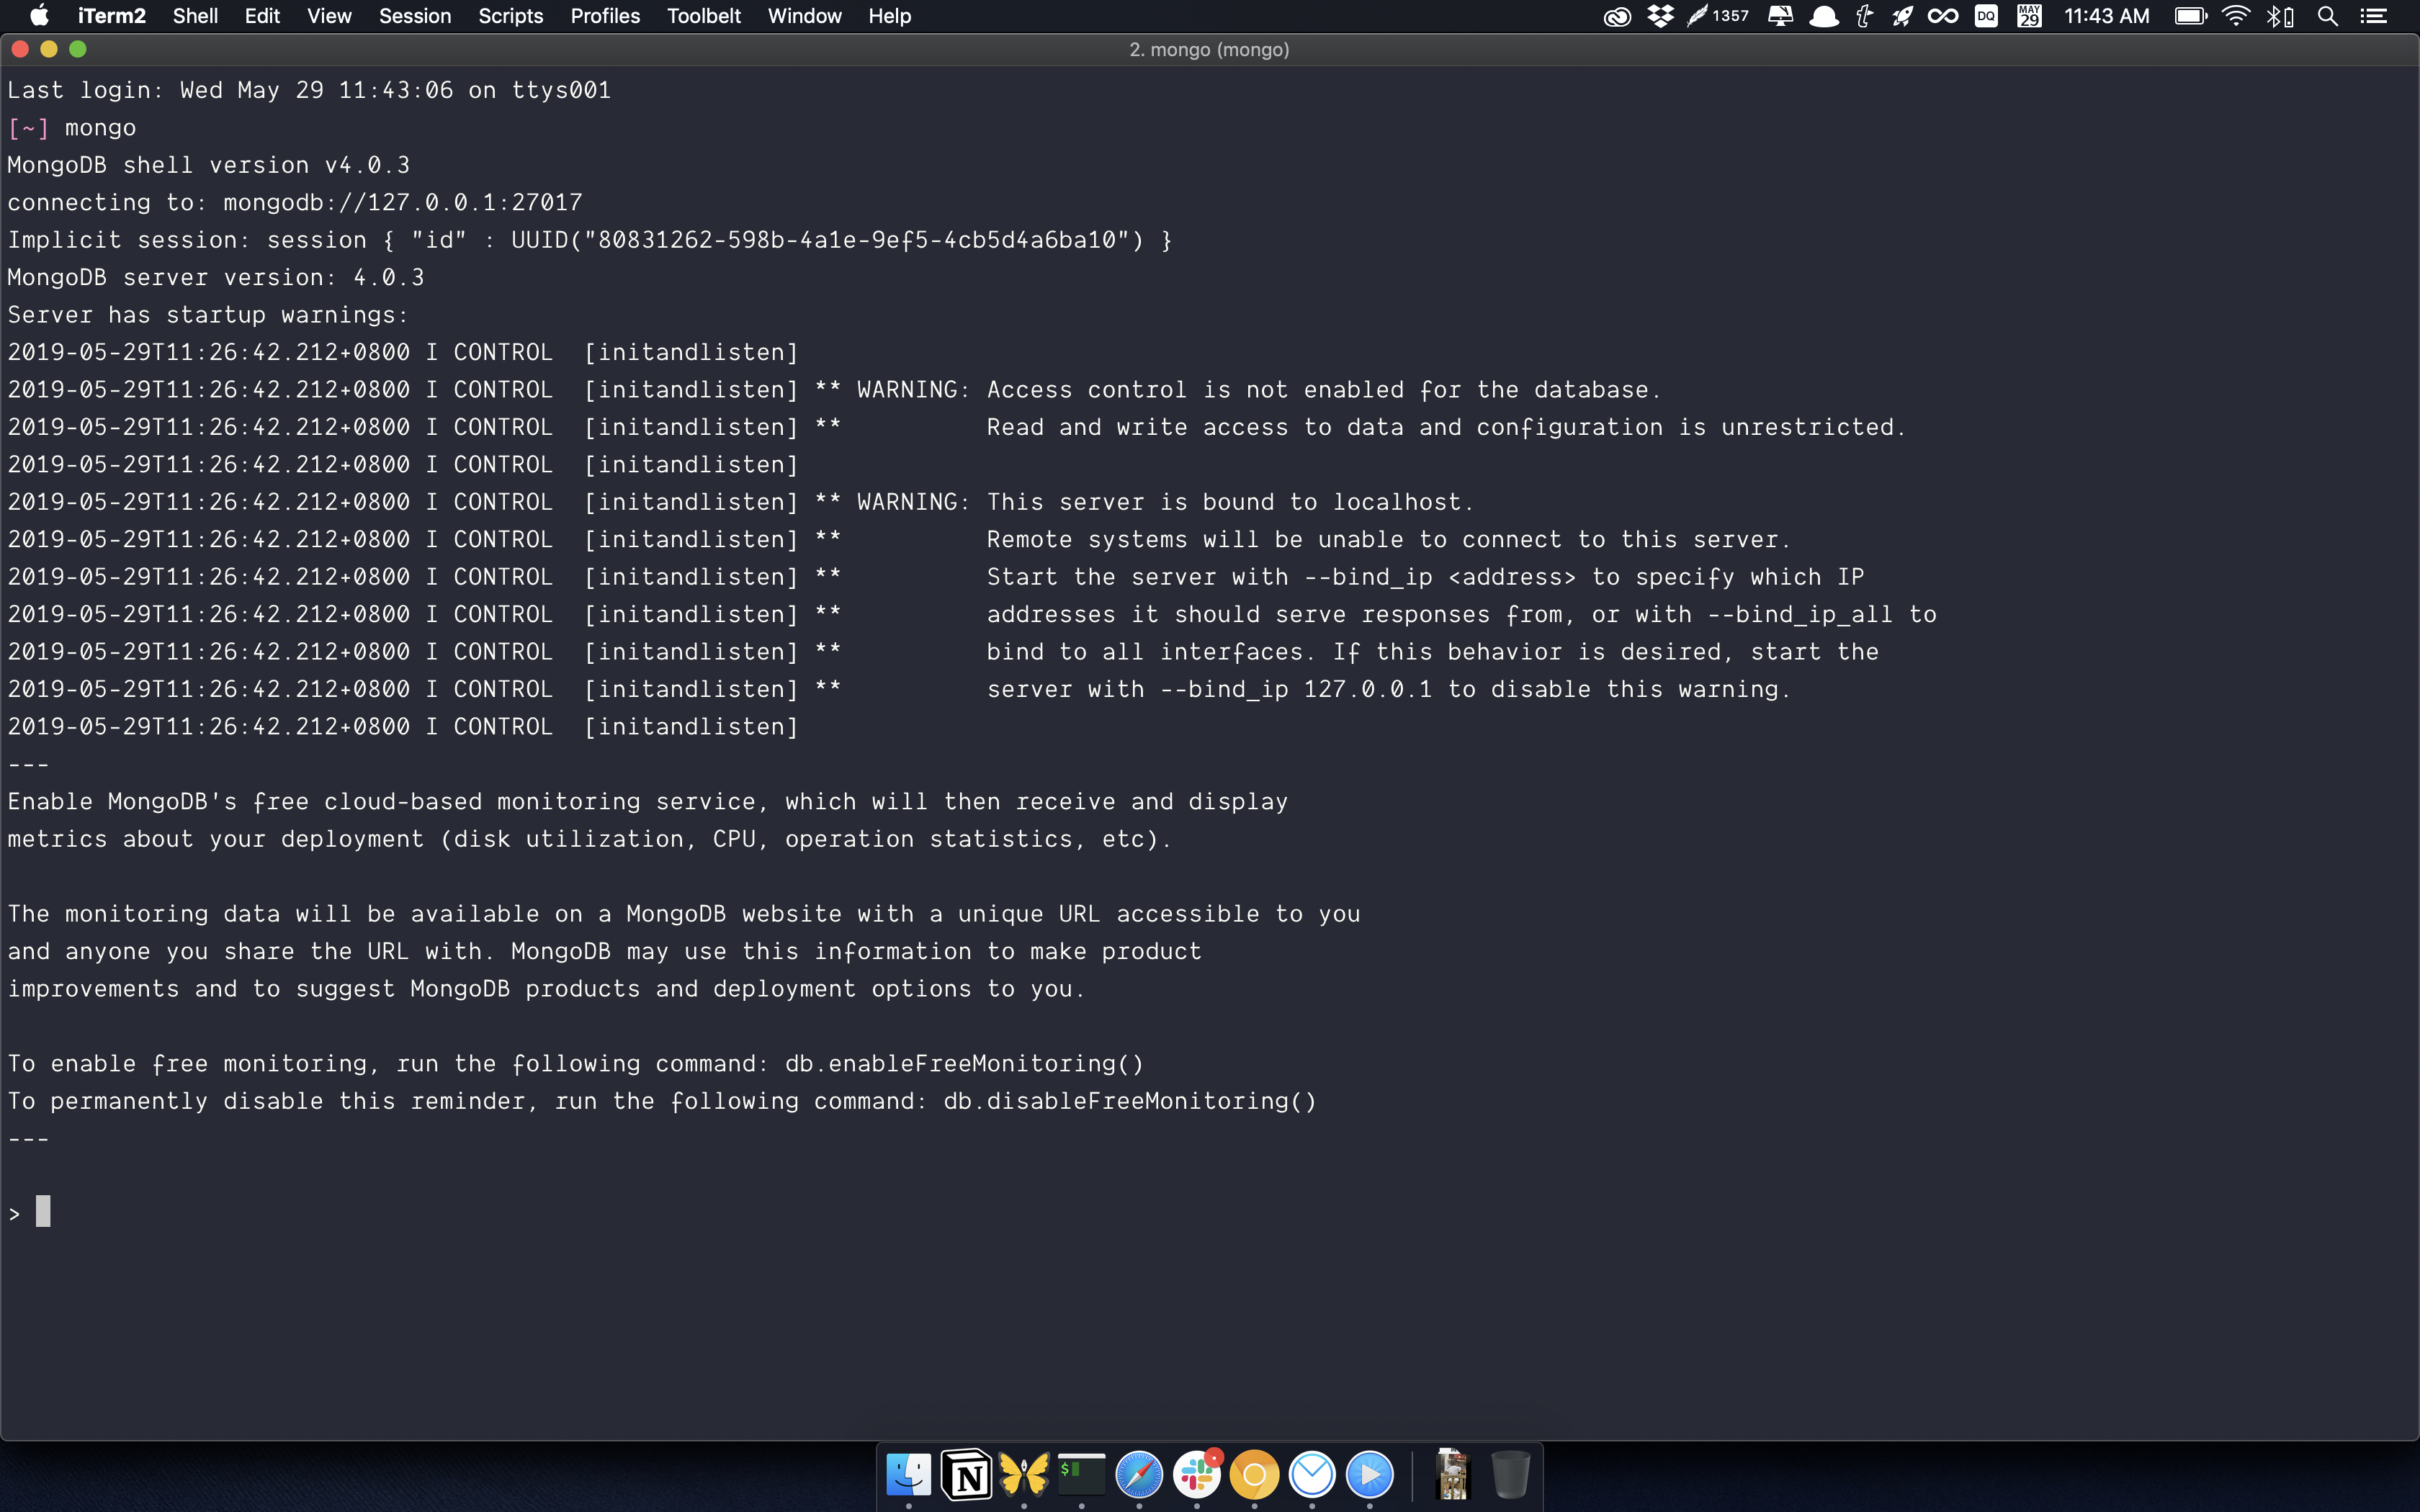 iTerm2 Shell Edit View Session Scripts Profiles Toolbelt Window Help 1357 DQ MAY 29 11:43 AM
2. mongo (mongo)
Last login: Wed May 29 11:43:06 on ttys001
[~] mongo
MongoDB shell version v4.0.3
connecting to: mongodb://127.0.0.1:27017
Implicit session: session { "id" : UUID("80831262-598b-4a1e-9ef5-4cb5d4a6ba10") }
MongoDB server version: 4.0.3
Server has startup warnings:
2019-05-29T11:26:42.212+0800 I CONTROL  [initandlisten]
2019-05-29T11:26:42.212+0800 I CONTROL  [initandlisten] ** WARNING: Access control is not enabled for the database.
2019-05-29T11:26:42.212+0800 I CONTROL  [initandlisten] **          Read and write access to data and configuration is unrestricted.
2019-05-29T11:26:42.212+0800 I CONTROL  [initandlisten]
2019-05-29T11:26:42.212+0800 I CONTROL  [initandlisten] ** WARNING: This server is bound to localhost.
2019-05-29T11:26:42.212+0800 I CONTROL  [initandlisten] **          Remote systems will be unable to connect to this server.
2019-05-29T11:26:42.212+0800 I CONTROL  [initandlisten] **          Start the server with --bind_ip <address> to specify which IP
2019-05-29T11:26:42.212+0800 I CONTROL  [initandlisten] **          addresses it should serve responses from, or with --bind_ip_all to
2019-05-29T11:26:42.212+0800 I CONTROL  [initandlisten] **          bind to all interfaces. If this behavior is desired, start the
2019-05-29T11:26:42.212+0800 I CONTROL  [initandlisten] **          server with --bind_ip 127.0.0.1 to disable this warning.
2019-05-29T11:26:42.212+0800 I CONTROL  [initandlisten]
---
Enable MongoDB's free cloud-based monitoring service, which will then receive and display
metrics about your deployment (disk utilization, CPU, operation statistics, etc).
The monitoring data will be available on a MongoDB website with a unique URL accessible to you
and anyone you share the URL with. MongoDB may use this information to make product
improvements and to suggest MongoDB products and deployment options to you.
To enable free monitoring, run the following command: db.enableFreeMonitoring()
To permanently disable this reminder, run the following command: db.disableFreeMonitoring()
---
>
N $